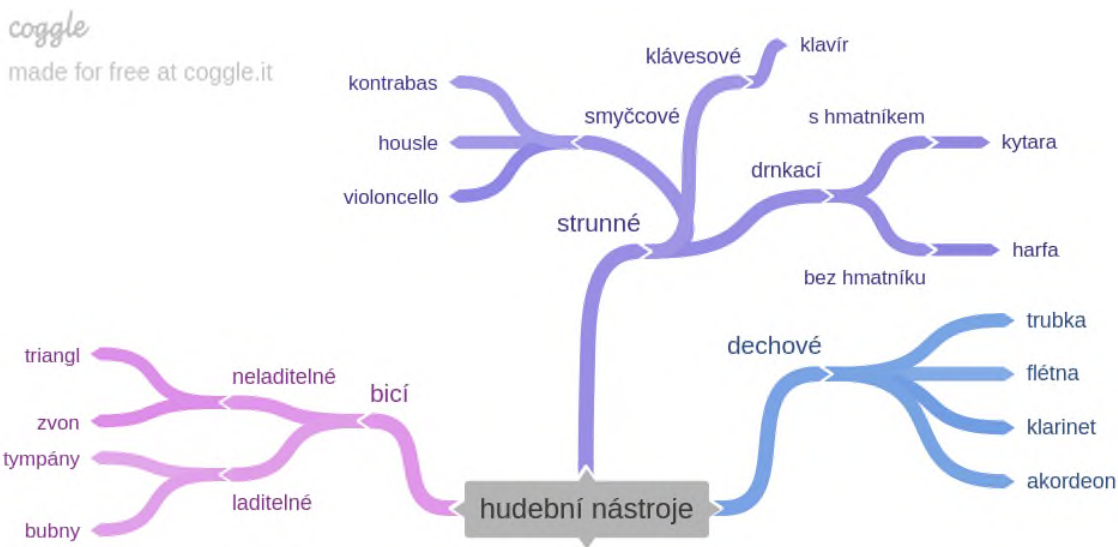 coggle
made for free at coggle.it
klávesové
klavír
kontrabas
smyčcové
housle
violoncello
s hmatníkem
kytara
drnkací
strunné
bez hmatníku
harfa
dechové
trubka
flétna
klarinet
akordeon
triangl
neladitelné
bicí
zvon
tympány
laditelné
bubny
hudební nástroje